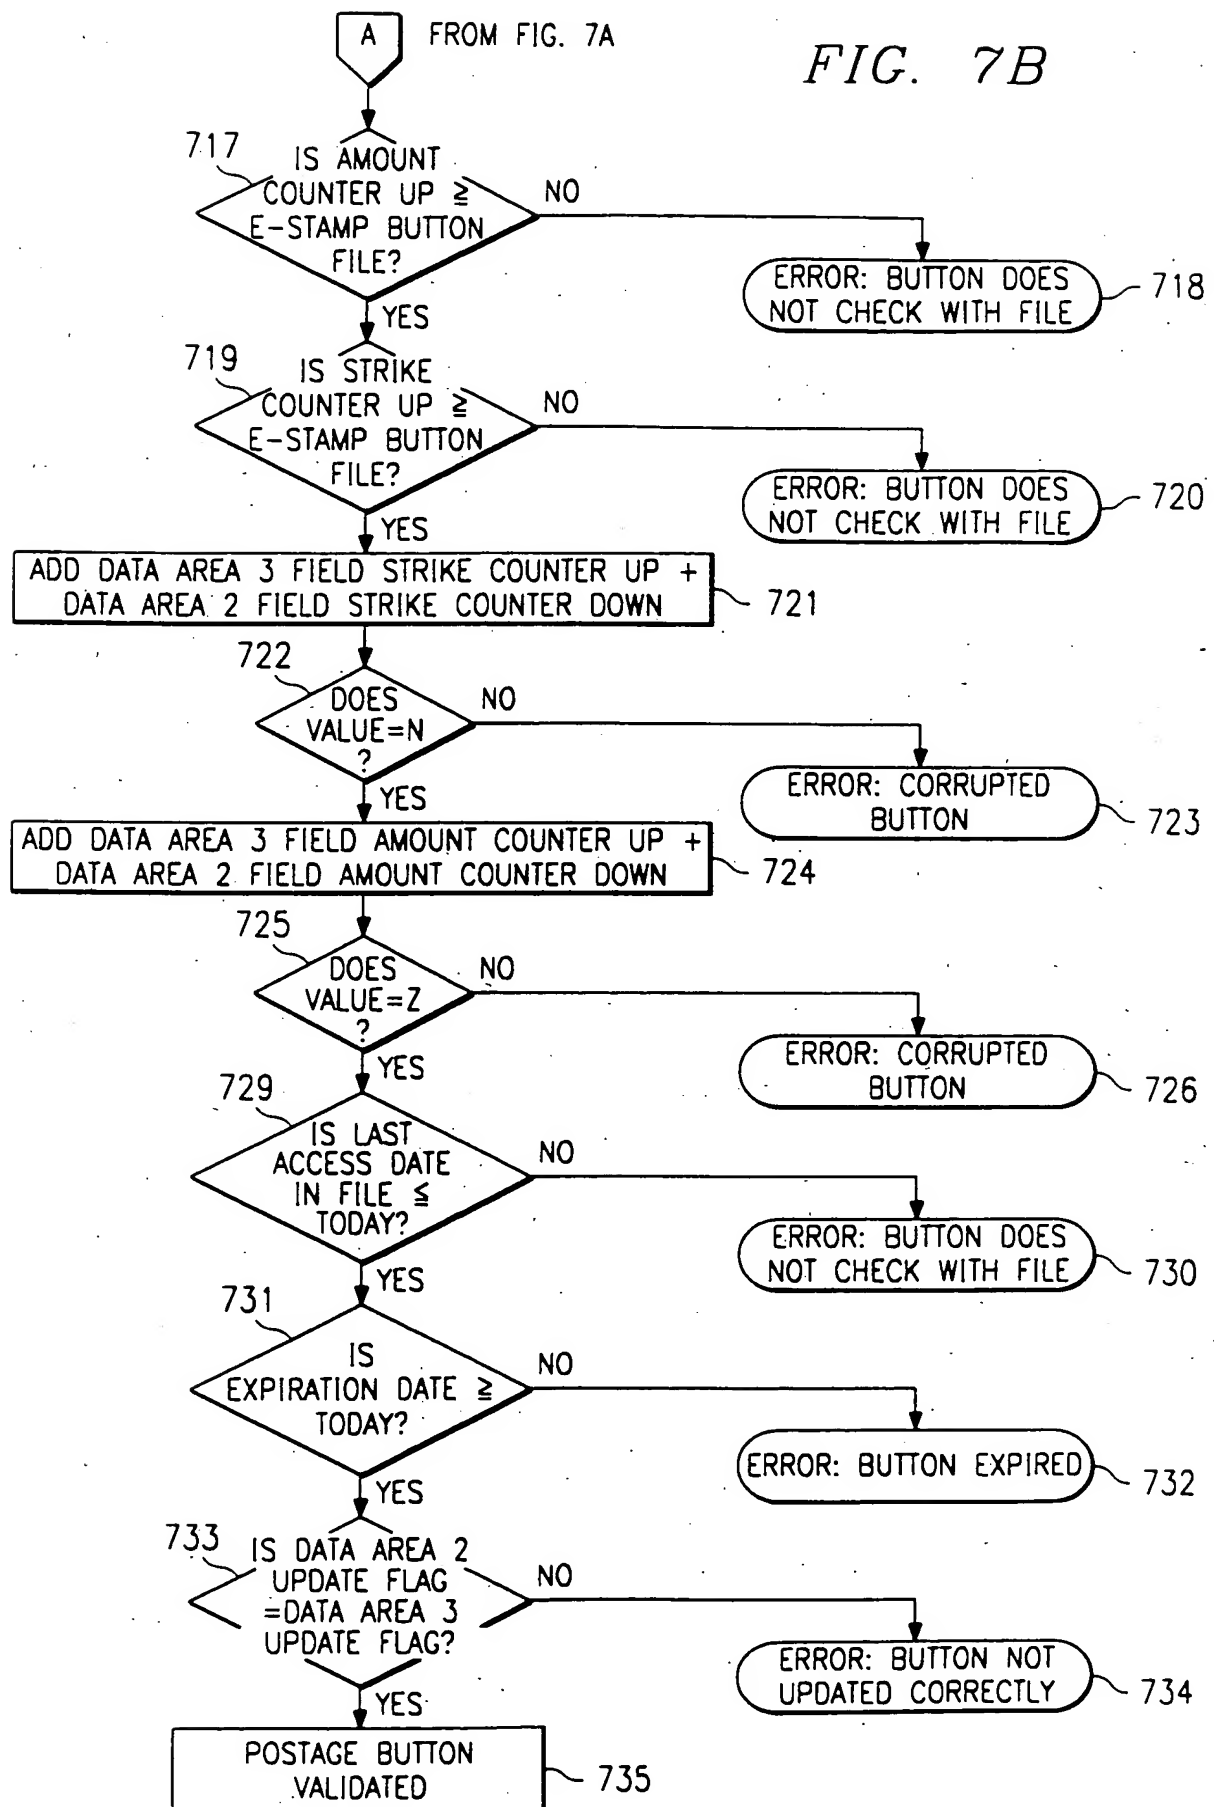 A FROM FIG. 7A
FIG. 7B
717
IS AMOUNT
COUNTER UP ≧
E-STAMP BUTTON
FILE?
NO
ERROR: BUTTON DOES
NOT CHECK WITH FILE
718
YES
719
IS STRIKE
COUNTER UP ≧
E-STAMP BUTTON
FILE?
NO
ERROR: BUTTON DOES
NOT CHECK WITH FILE
720
YES
ADD DATA AREA 3 FIELD STRIKE COUNTER UP +
DATA AREA 2 FIELD STRIKE COUNTER DOWN
721
722
DOES
VALUE=N
?
NO
ERROR: CORRUPTED
BUTTON
723
YES
ADD DATA AREA 3 FIELD AMOUNT COUNTER UP +
DATA AREA 2 FIELD AMOUNT COUNTER DOWN
724
725
DOES
VALUE=Z
?
NO
ERROR: CORRUPTED
BUTTON
726
YES
729
IS LAST
ACCESS DATE
IN FILE ≦
TODAY?
NO
ERROR: BUTTON DOES
NOT CHECK WITH FILE
730
YES
731
IS
EXPIRATION DATE ≧
TODAY?
NO
ERROR: BUTTON EXPIRED
732
YES
733
IS DATA AREA 2
UPDATE FLAG
=DATA AREA 3
UPDATE FLAG?
NO
ERROR: BUTTON NOT
UPDATED CORRECTLY
734
YES
POSTAGE BUTTON
VALIDATED
735